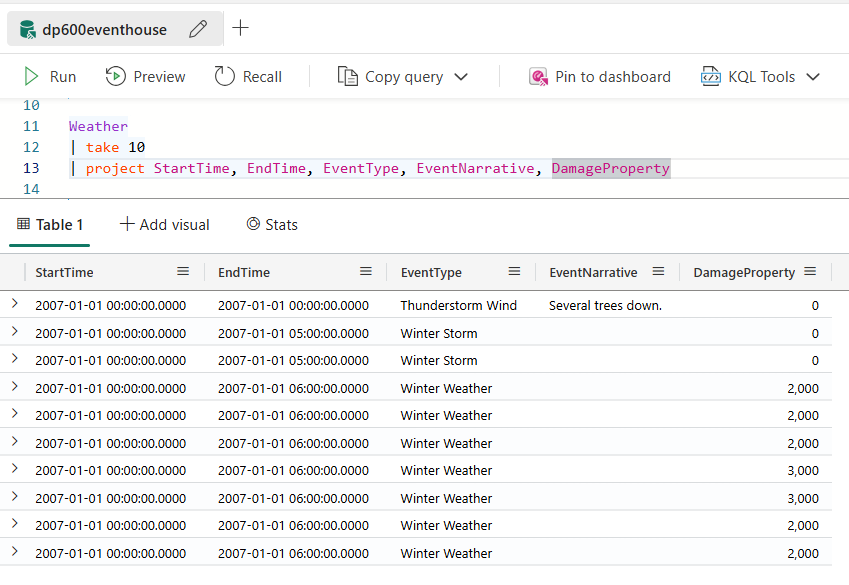 dp600eventhouse
Run Preview Recall Copy query Pin to dashboard KQL Tools
10
11 Weather
12 | take 10
13 | project StartTime, EndTime, EventType, EventNarrative, DamageProperty
14
Table 1 Add visual Stats
StartTime EndTime EventType EventNarrative DamageProperty
2007-01-01 00:00:00.0000 2007-01-01 00:00:00.0000 Thunderstorm Wind Several trees down. 0
2007-01-01 00:00:00.0000 2007-01-01 05:00:00.0000 Winter Storm 0
2007-01-01 00:00:00.0000 2007-01-01 05:00:00.0000 Winter Storm 0
2007-01-01 00:00:00.0000 2007-01-01 06:00:00.0000 Winter Weather 2,000
2007-01-01 00:00:00.0000 2007-01-01 06:00:00.0000 Winter Weather 2,000
2007-01-01 00:00:00.0000 2007-01-01 06:00:00.0000 Winter Weather 2,000
2007-01-01 00:00:00.0000 2007-01-01 06:00:00.0000 Winter Weather 3,000
2007-01-01 00:00:00.0000 2007-01-01 06:00:00.0000 Winter Weather 3,000
2007-01-01 00:00:00.0000 2007-01-01 06:00:00.0000 Winter Weather 2,000
2007-01-01 00:00:00.0000 2007-01-01 06:00:00.0000 Winter Weather 2,000